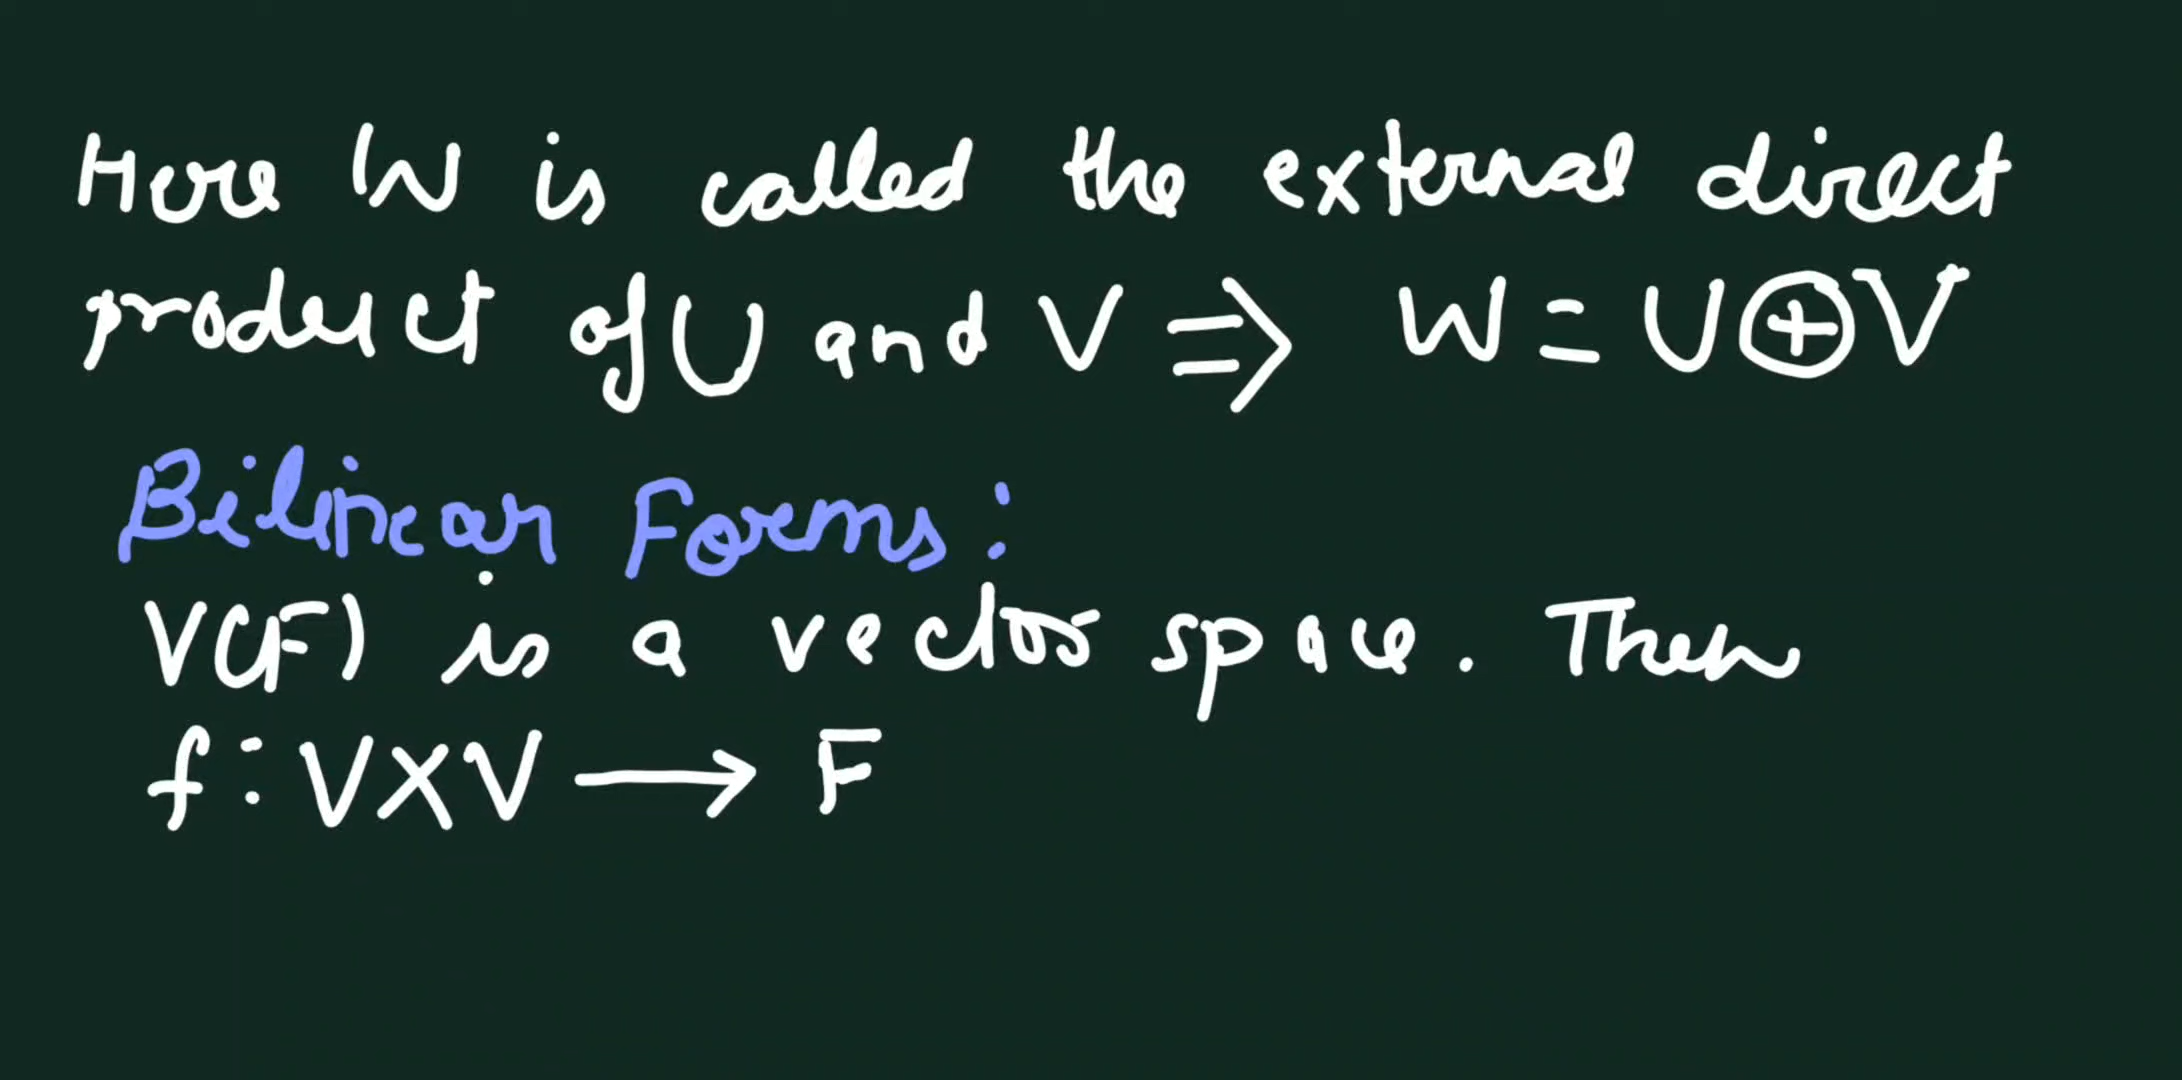 Here W is called the external direct
product of U and V ⇒ W = U ⊕ V
Bilinear Forms:
V(F) is a vector space. Then
f: V×V ⟶ F